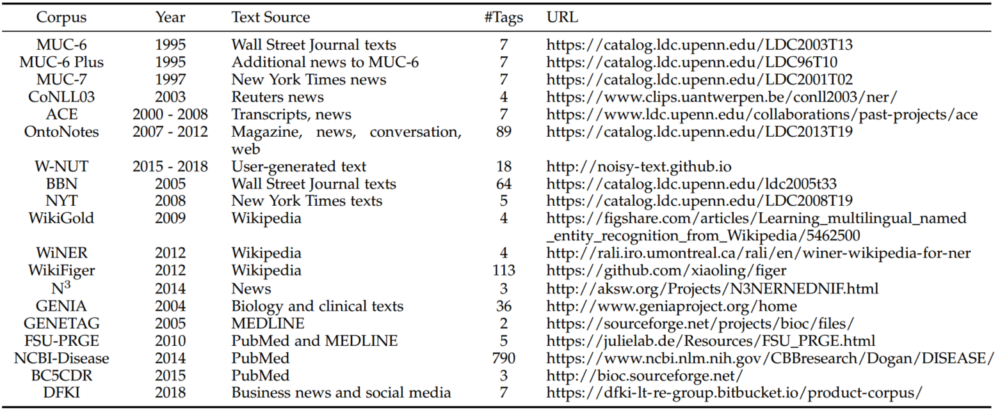 Corpus Year Text Source #Tags URL
MUC-6 1995 Wall Street Journal texts 7 https://catalog.ldc.upenn.edu/LDC2003T13
MUC-6 Plus 1995 Additional news to MUC-6 7 https://catalog.ldc.upenn.edu/LDC96T10
MUC-7 1997 New York Times news 7 https://catalog.ldc.upenn.edu/LDC2001T02
CoNLL03 2003 Reuters news 4 https://www.clips.uantwerpen.be/conll2003/ner/
ACE 2000 - 2008 Transcripts, news 7 https://www.ldc.upenn.edu/collaborations/past-projects/ace
OntoNotes 2007 - 2012 Magazine, news, conversation, 89 https://catalog.ldc.upenn.edu/LDC2013T19
web
W-NUT 2015 - 2018 User-generated text 18 http://noisy-text.github.io
BBN 2005 Wall Street Journal texts 64 https://catalog.ldc.upenn.edu/ldc2005t33
NYT 2008 New York Times texts 5 https://catalog.ldc.upenn.edu/LDC2008T19
WikiGold 2009 Wikipedia 4 https://figshare.com/articles/Learning_multilingual_named
_entity_recognition_from_Wikipedia/5462500
WiNER 2012 Wikipedia 4 http://rali.iro.umontreal.ca/rali/en/winer-wikipedia-for-ner
WikiFiger 2012 Wikipedia 113 https://github.com/xiaoling/figer
N³ 2014 News 3 http://aksw.org/Projects/N3NERNEDNIF.html
GENIA 2004 Biology and clinical texts 36 http://www.geniaproject.org/home
GENETAG 2005 MEDLINE 2 https://sourceforge.net/projects/bioc/files/
FSU-PRGE 2010 PubMed and MEDLINE 5 https://julielab.de/Resources/FSU_PRGE.html
NCBI-Disease 2014 PubMed 790 https://www.ncbi.nlm.nih.gov/CBBresearch/Dogan/DISEASE/
BC5CDR 2015 PubMed 3 http://bioc.sourceforge.net/
DFKI 2018 Business news and social media 7 https://dfki-lt-re-group.bitbucket.io/product-corpus/